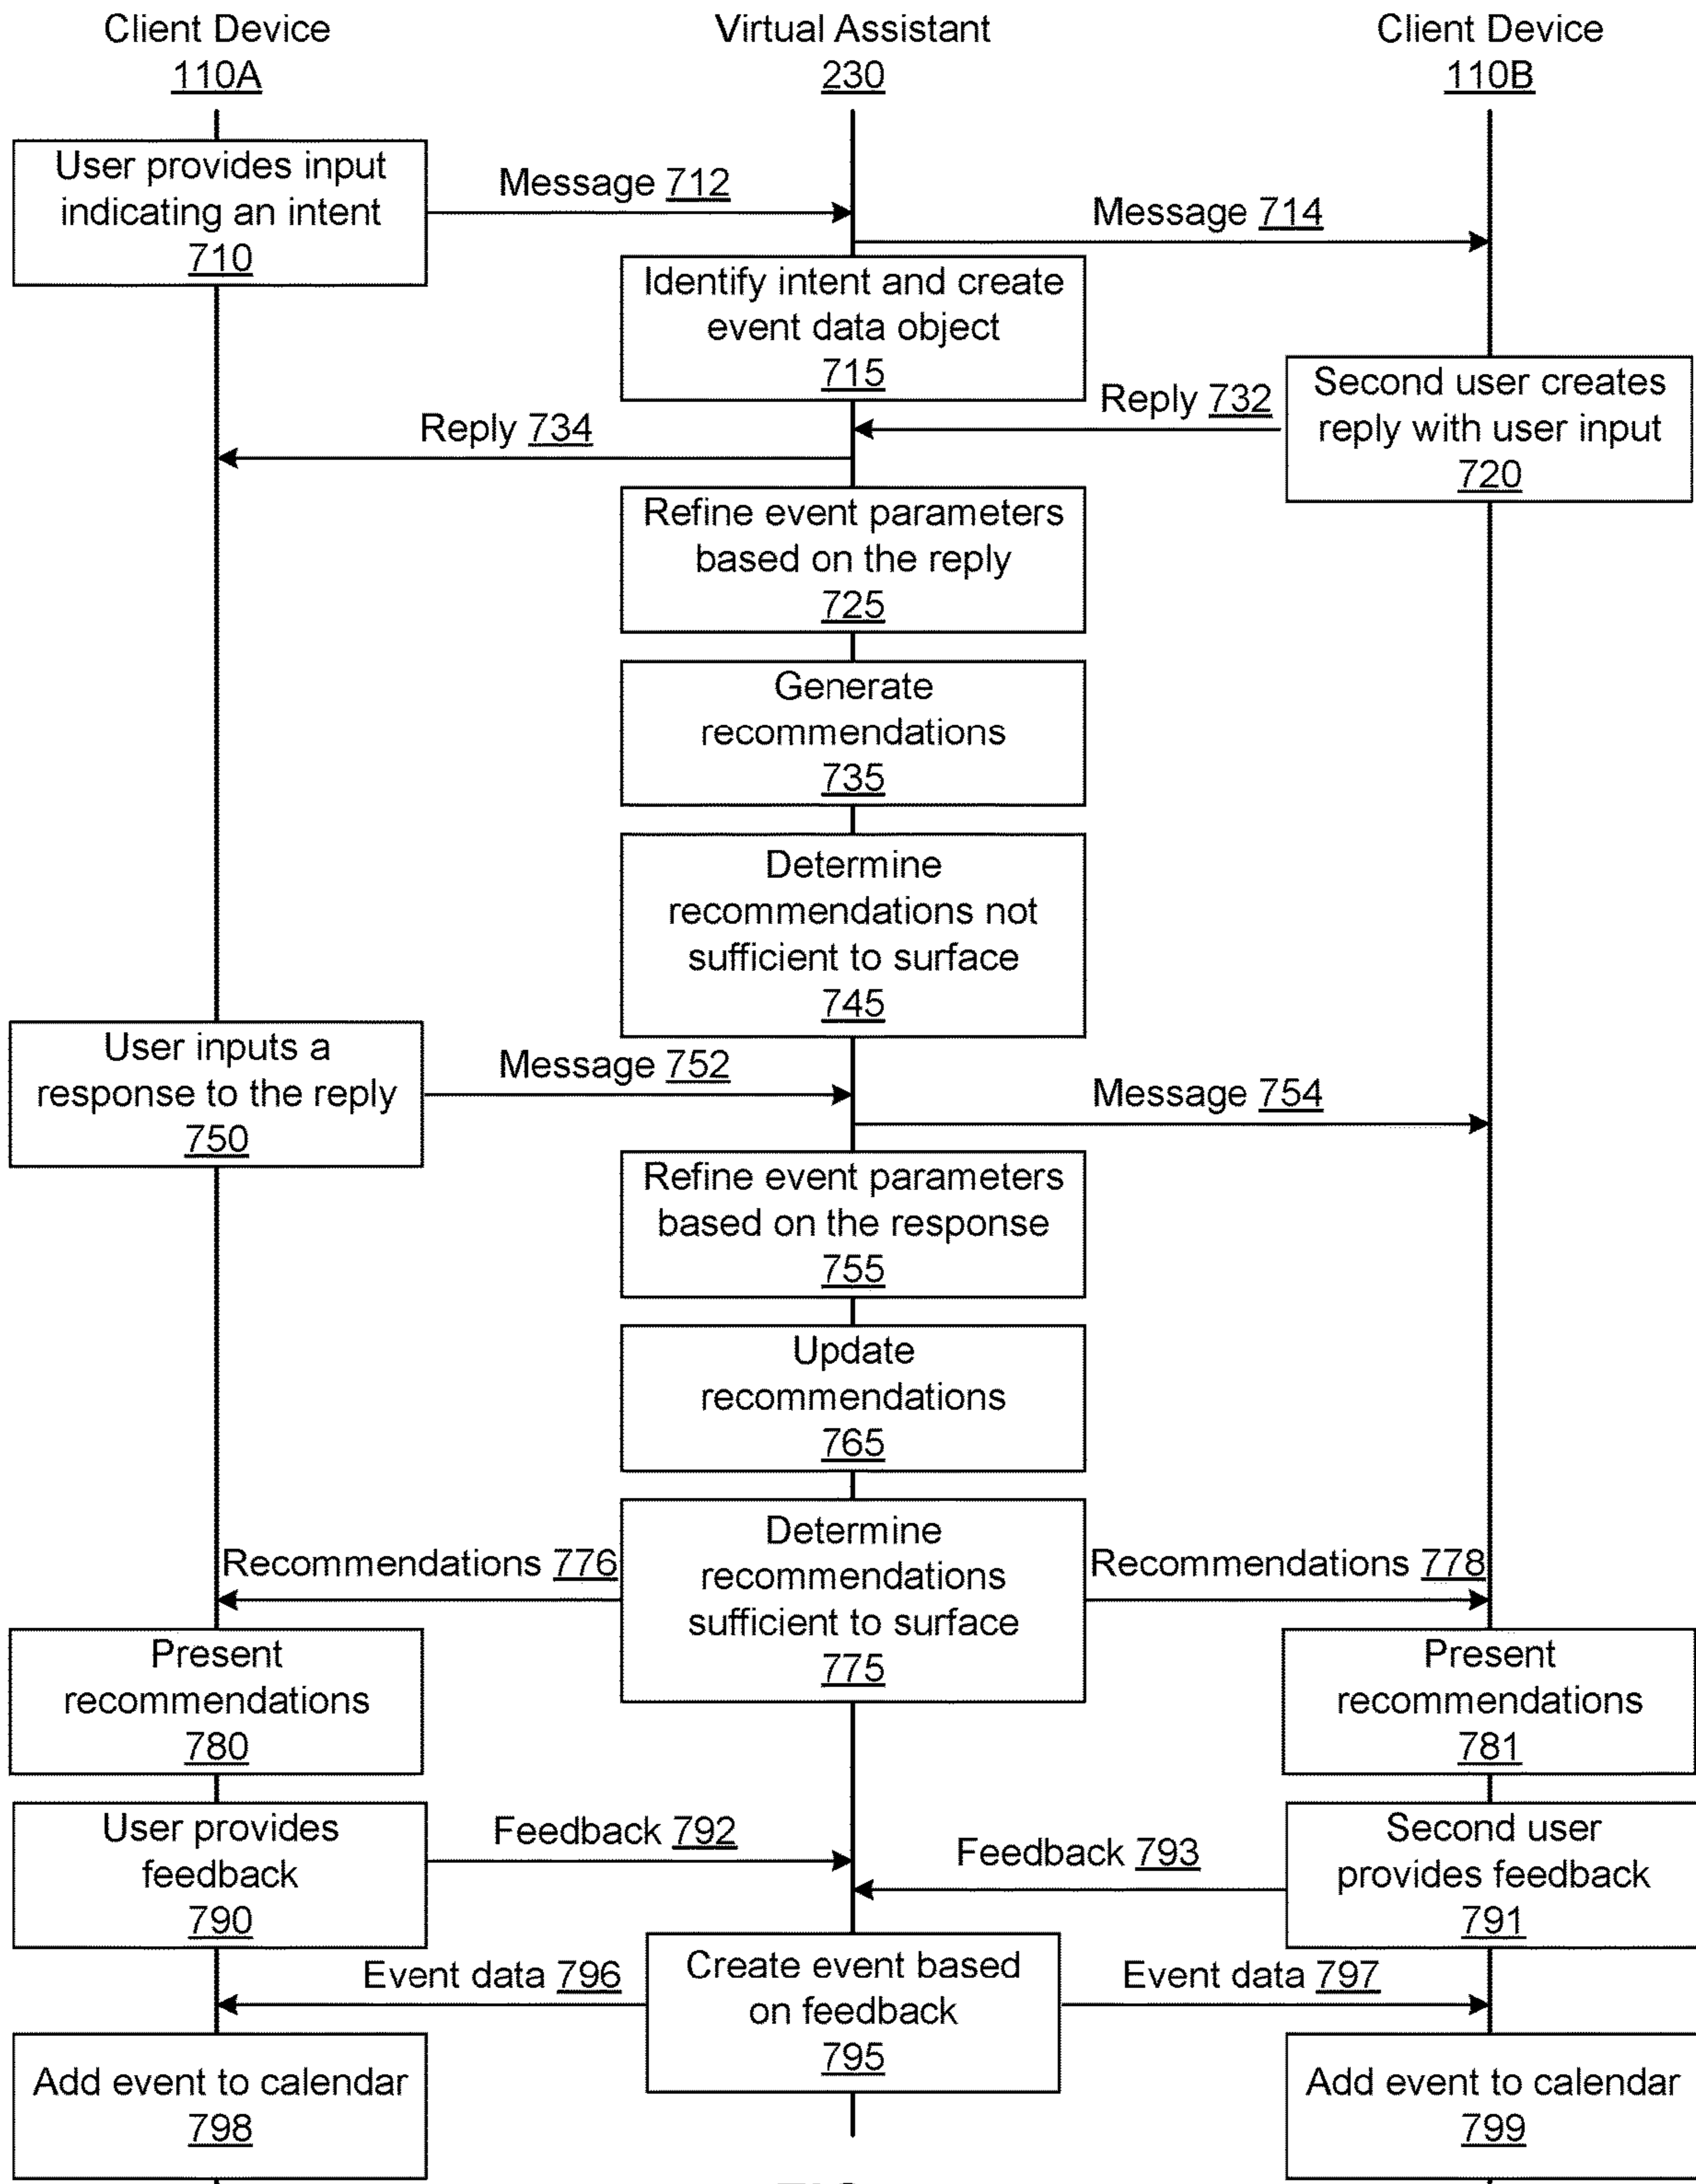 Client Device
110A
Virtual Assistant
230
Client Device
110B
User provides input
indicating an intent
710
Message 712
Message 714
Identify intent and create
event data object
715
Second user creates
reply with user input
720
Reply 732
Reply 734
Refine event parameters
based on the reply
725
Generate
recommendations
735
Determine
recommendations not
sufficient to surface
745
User inputs a
response to the reply
750
Message 752
Message 754
Refine event parameters
based on the response
755
Update
recommendations
765
Determine
recommendations
sufficient to surface
775
Recommendations 776
Recommendations 778
Present
recommendations
780
Present
recommendations
781
User provides
feedback
790
Feedback 792
Feedback 793
Second user
provides feedback
791
Create event based
on feedback
795
Event data 796
Event data 797
Add event to calendar
798
Add event to calendar
799